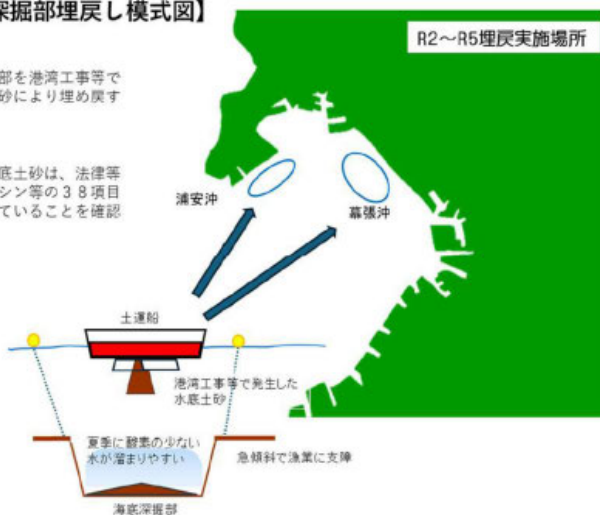 深掘部埋戻し模式図】
R2～R5埋戻実施場所
部を港湾工事等で
砂により埋め戻す
底土砂は、法律等
シン等の３８項目
ていることを確認
浦安沖
幕張沖
土運船
港湾工事等で発生した
水底土砂
夏季に酸素の少ない
水が溜まりやすい
急傾斜で漁業に支障
海底深掘部